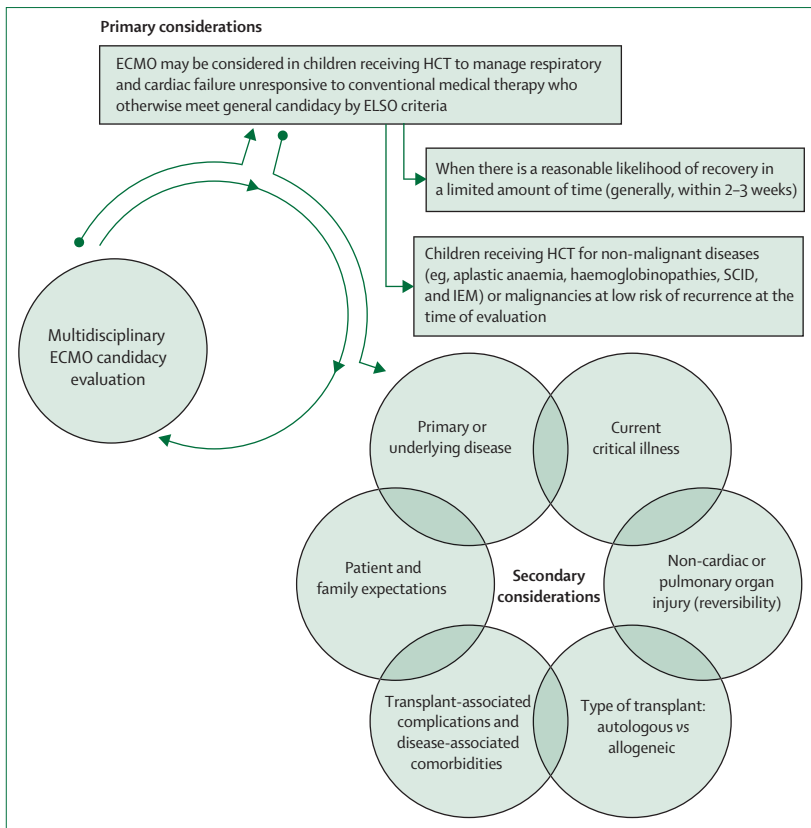 Primary considerations
ECMO may be considered in children receiving HCT to manage respiratory
and cardiac failure unresponsive to conventional medical therapy who
otherwise meet general candidacy by ELSO criteria
When there is a reasonable likelihood of recovery in
a limited amount of time (generally, within 2–3 weeks)
Children receiving HCT for non-malignant diseases
(eg, aplastic anaemia, haemoglobinopathies, SCID,
and IEM) or malignancies at low risk of recurrence at the
time of evaluation
Multidisciplinary
ECMO candidacy
evaluation
Primary or
underlying disease
Current
critical illness
Patient and
family expectations
Secondary
considerations
Non-cardiac or
pulmonary organ
injury (reversibility)
Transplant-associated
complications and
disease-associated
comorbidities
Type of transplant:
autologous vs
allogeneic